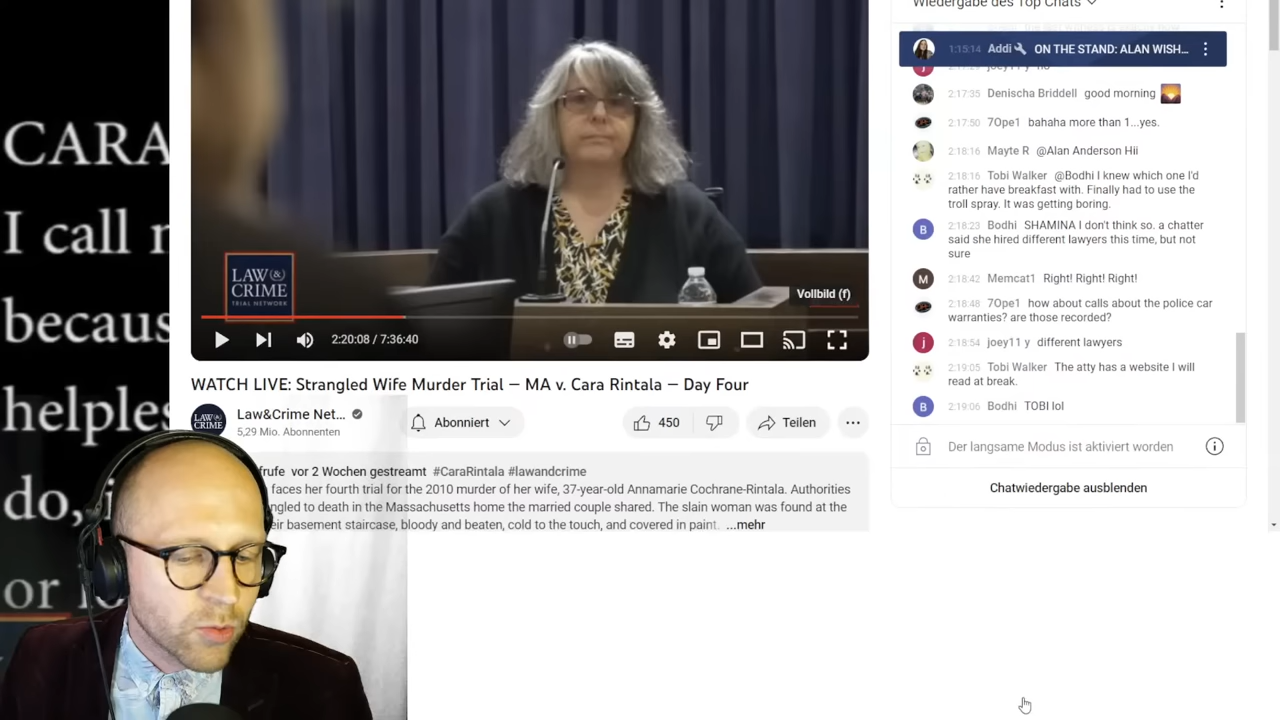 CARA
I call
becaus
helples
do, i
or
LAW&CRIME
TRIAL NETWORK
Vollbild (f)
2:20:08 / 7:36:40
WATCH LIVE: Strangled Wife Murder Trial — MA v. Cara Rintala — Day Four
LAW&
CRIME
Law&Crime Net...
5,29 Mio. Abonnenten
Abonniert
450
Teilen
frufe vor 2 Wochen gestreamt #CaraRintala #lawandcrime
faces her fourth trial for the 2010 murder of her wife, 37-year-old Annamarie Cochrane-Rintala. Authorities
ngled to death in the Massachusetts home the married couple shared. The slain woman was found at the
eir basement staircase, bloody and beaten, cold to the touch, and covered in paint. ...mehr
Wiedergabe des Top Chats
1:15:14 Addi ON THE STAND: ALAN WISH...
joey11 y
2:17:35 Denischa Briddell good morning
2:17:50 7Ope1 bahaha more than 1...yes.
2:18:16 Mayte R @Alan Anderson Hii
2:18:16 Tobi Walker @Bodhi I knew which one I'd
rather have breakfast with. Finally had to use the
troll spray. It was getting boring.
B 2:18:23 Bodhi SHAMINA I don't think so. a chatter
said she hired different lawyers this time, but not
sure
M 2:18:42 Memcat1 Right! Right! Right!
2:18:48 7Ope1 how about calls about the police car
warranties? are those recorded?
j 2:18:54 joey11 y different lawyers
2:19:05 Tobi Walker The atty has a website I will
read at break.
B 2:19:06 Bodhi TOBI lol
Der langsame Modus ist aktiviert worden
Chatwiedergabe ausblenden